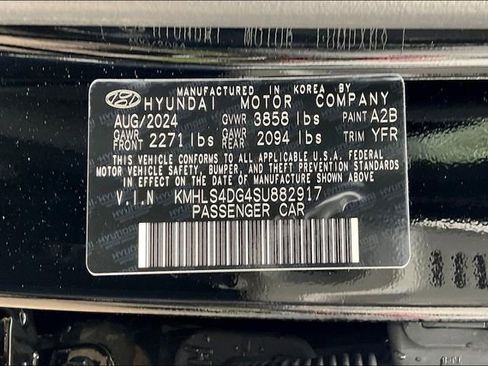 MANUFACTURED IN KOREA BY
HYUNDAI MOTOR COMPANY
AUG/2024 GVWR 3858 lbs PAINT A2B
GAWR FRONT 2271 lbs GAWR REAR 2094 lbs TRIM YFR
THIS VEHICLE CONFORMS TO ALL APPLICABLE U.S.A. FEDERAL
MOTOR VEHICLE SAFETY, BUMPER, AND THEFT PREVENTION STANDARDS
IN EFFECT ON THE DATE OF MANUFACTURE SHOWN ABOVE.
V.I.N KMHLS4DG4SU882917
PASSENGER CAR